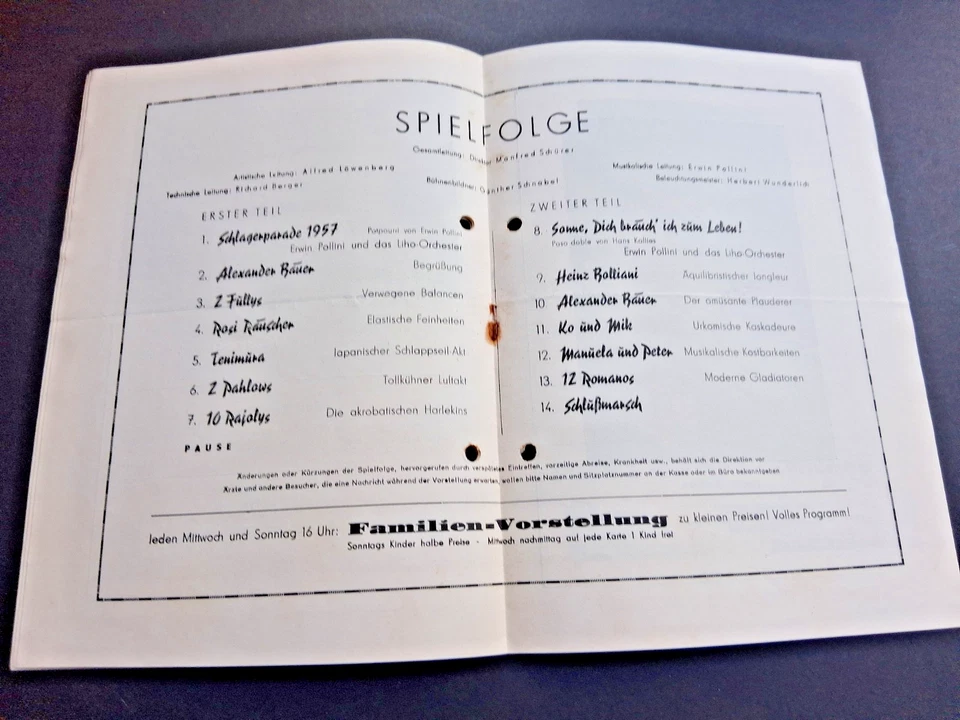 SPIELFOLGE
Gesamtleitung: Direktor Manfred Schürer
Artistische Leitung: Alfred Löwenberg
Musikalische Leitung: Erwin Pollini
Technische Leitung: Richard Berger
Bühnenbildner: Günther Schnabel
Beleuchtungsmeister: Herbert Wunderlich
ERSTER TEIL
1. Schlagerparade 1957 Potpourri von Erwin Pollini
Erwin Pollini und das Liho-Orchester
2. Alexander Bauer Begrüßung
3. 2 Füllys Verwegene Balancen
4. Rosi Räuscher Elastische Feinheiten
5. Tenimura Japanischer Schlappseil-Akt
6. 2 Pahlows Tollkühner Luftakt
7. 10 Rajolys Die akrobatischen Harlekins
PAUSE
ZWEITER TEIL
8. Sonne, Dich brauch' ich zum Leben!
Paso doble von Hans Kolles
Erwin Pollini und das Liho-Orchester
9. Heinz Boltiani Äquilibristischer Jongleur
10 Alexander Bauer Der amüsante Plauderer
11. Ko und Mik Urkomische Kaskadeure
12. Manuela und Peter Musikalische Kostbarkeiten
13. 12 Romanos Moderne Gladiatoren
14. Schlußmarsch
Änderungen oder Kürzungen der Spielfolge, hervorgerufen durch verspätetes Eintreffen, vorzeitige Abreise, Krankheit usw., behält sich die Direktion vor
Ärzte und andere Besucher, die eine Nachricht während der Vorstellung erwarten, wollen bitte Namen und Sitzplatznummer an der Kasse oder im Büro bekanntgeben
Jeden Mittwoch und Sonntag 16 Uhr: Familien-Vorstellung zu kleinen Preisen! Volles Programm!
Sonntags Kinder halbe Preise - Mittwoch nachmittag auf jede Karte 1 Kind frei